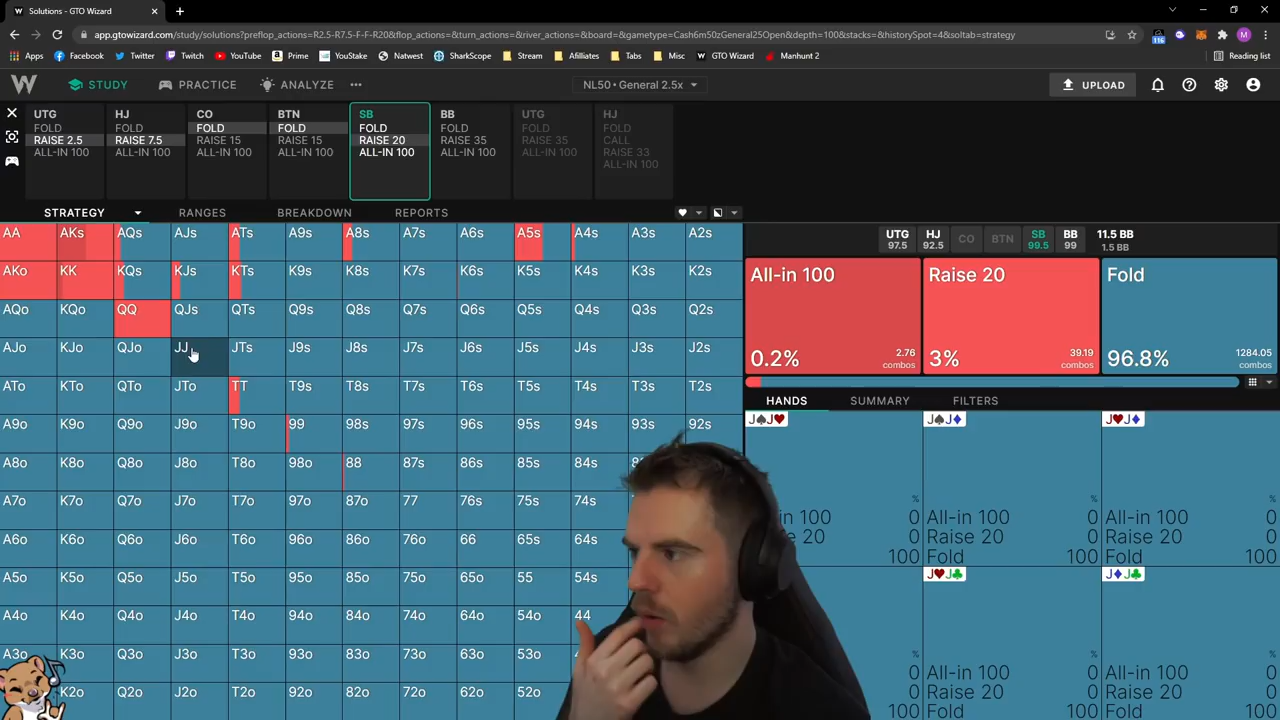 Solutions - GTO Wizard
app.gtowizard.com/study/solutions?preflop_actions=R2.5-R7.5-F-F-R20&flop_actions=&turn_actions=&river_actions=&board=&gametype=Cash6m50zGeneral25Open&depth=100&stacks=&historySpot=4&soltab=strategy
116
Apps Facebook Betting YouTube Prime YouStake Natwest SharkScope Stream Afilliates Tabs Misc GTO Wizard Manhunt 2 Reading list
STUDY PRACTICE ANALYZE NL50 • General 2.5x UPLOAD
UTG HJ CO BTN SB BB UTG HJ
FOLD FOLD FOLD FOLD FOLD FOLD FOLD FOLD
RAISE 2.5 RAISE 7.5 RAISE 15 RAISE 15 RAISE 20 RAISE 35 RAISE 35 CALL
ALL-IN 100 ALL-IN 100 ALL-IN 100 ALL-IN 100 ALL-IN 100 ALL-IN 100 ALL-IN 100 RAISE 33
ALL-IN 100
STRATEGY RANGES BREAKDOWN REPORTS
AA AKs AQs AJs ATs A9s A8s A7s A6s A5s A4s A3s A2s
AKo KK KQs KJs KTs K9s K8s K7s K6s K5s K4s K3s K2s
AQo KQo QQ QJs QTs Q9s Q8s Q7s Q6s Q5s Q4s Q3s Q2s
AJo KJo QJo JJ JTs J9s J8s J7s J6s J5s J4s J3s J2s
ATo KTo QTo JTo TT T9s T8s T7s T6s T5s T4s T3s T2s
A9o K9o Q9o J9o T9o 99 98s 97s 96s 95s 94s 93s 92s
A8o K8o Q8o J8o T8o 98o 88 87s 86s 85s 84s
A7o K7o Q7o J7o T7o 97o 87o 77 76s 75s 74s
A6o K6o Q6o J6o T6o 96o 86o 76o 66 65s 64s
A5o K5o Q5o J5o T5o 95o 85o 75o 65o 55 54s
A4o K4o Q4o J4o T4o 94o 84o 74o 64o 54o 44
A3o K3o Q3o J3o T3o 93o 83o 73o 63o 53o
K2o Q2o J2o T2o 92o 82o 72o 62o 52o
UTG HJ CO BTN SB BB 11.5 BB
97.5 92.5 99.5 99 1.5 BB
All-in 100 Raise 20 Fold
0.2% 2.76 combos 3% 39.19 combos 96.8% 1284.05 combos
HANDS SUMMARY FILTERS
J♠J♥ J♠J♦ J♥J♦
% % %
in 100 0 All-in 100 0 All-in 100 0
20 0 Raise 20 0 Raise 20 0
100 Fold 100 Fold 100
J♥J♣ J♦J♣
% % %
0 All-in 100 0 All-in 100 0
0 Raise 20 0 Raise 20 0
100 Fold 100 Fold 100